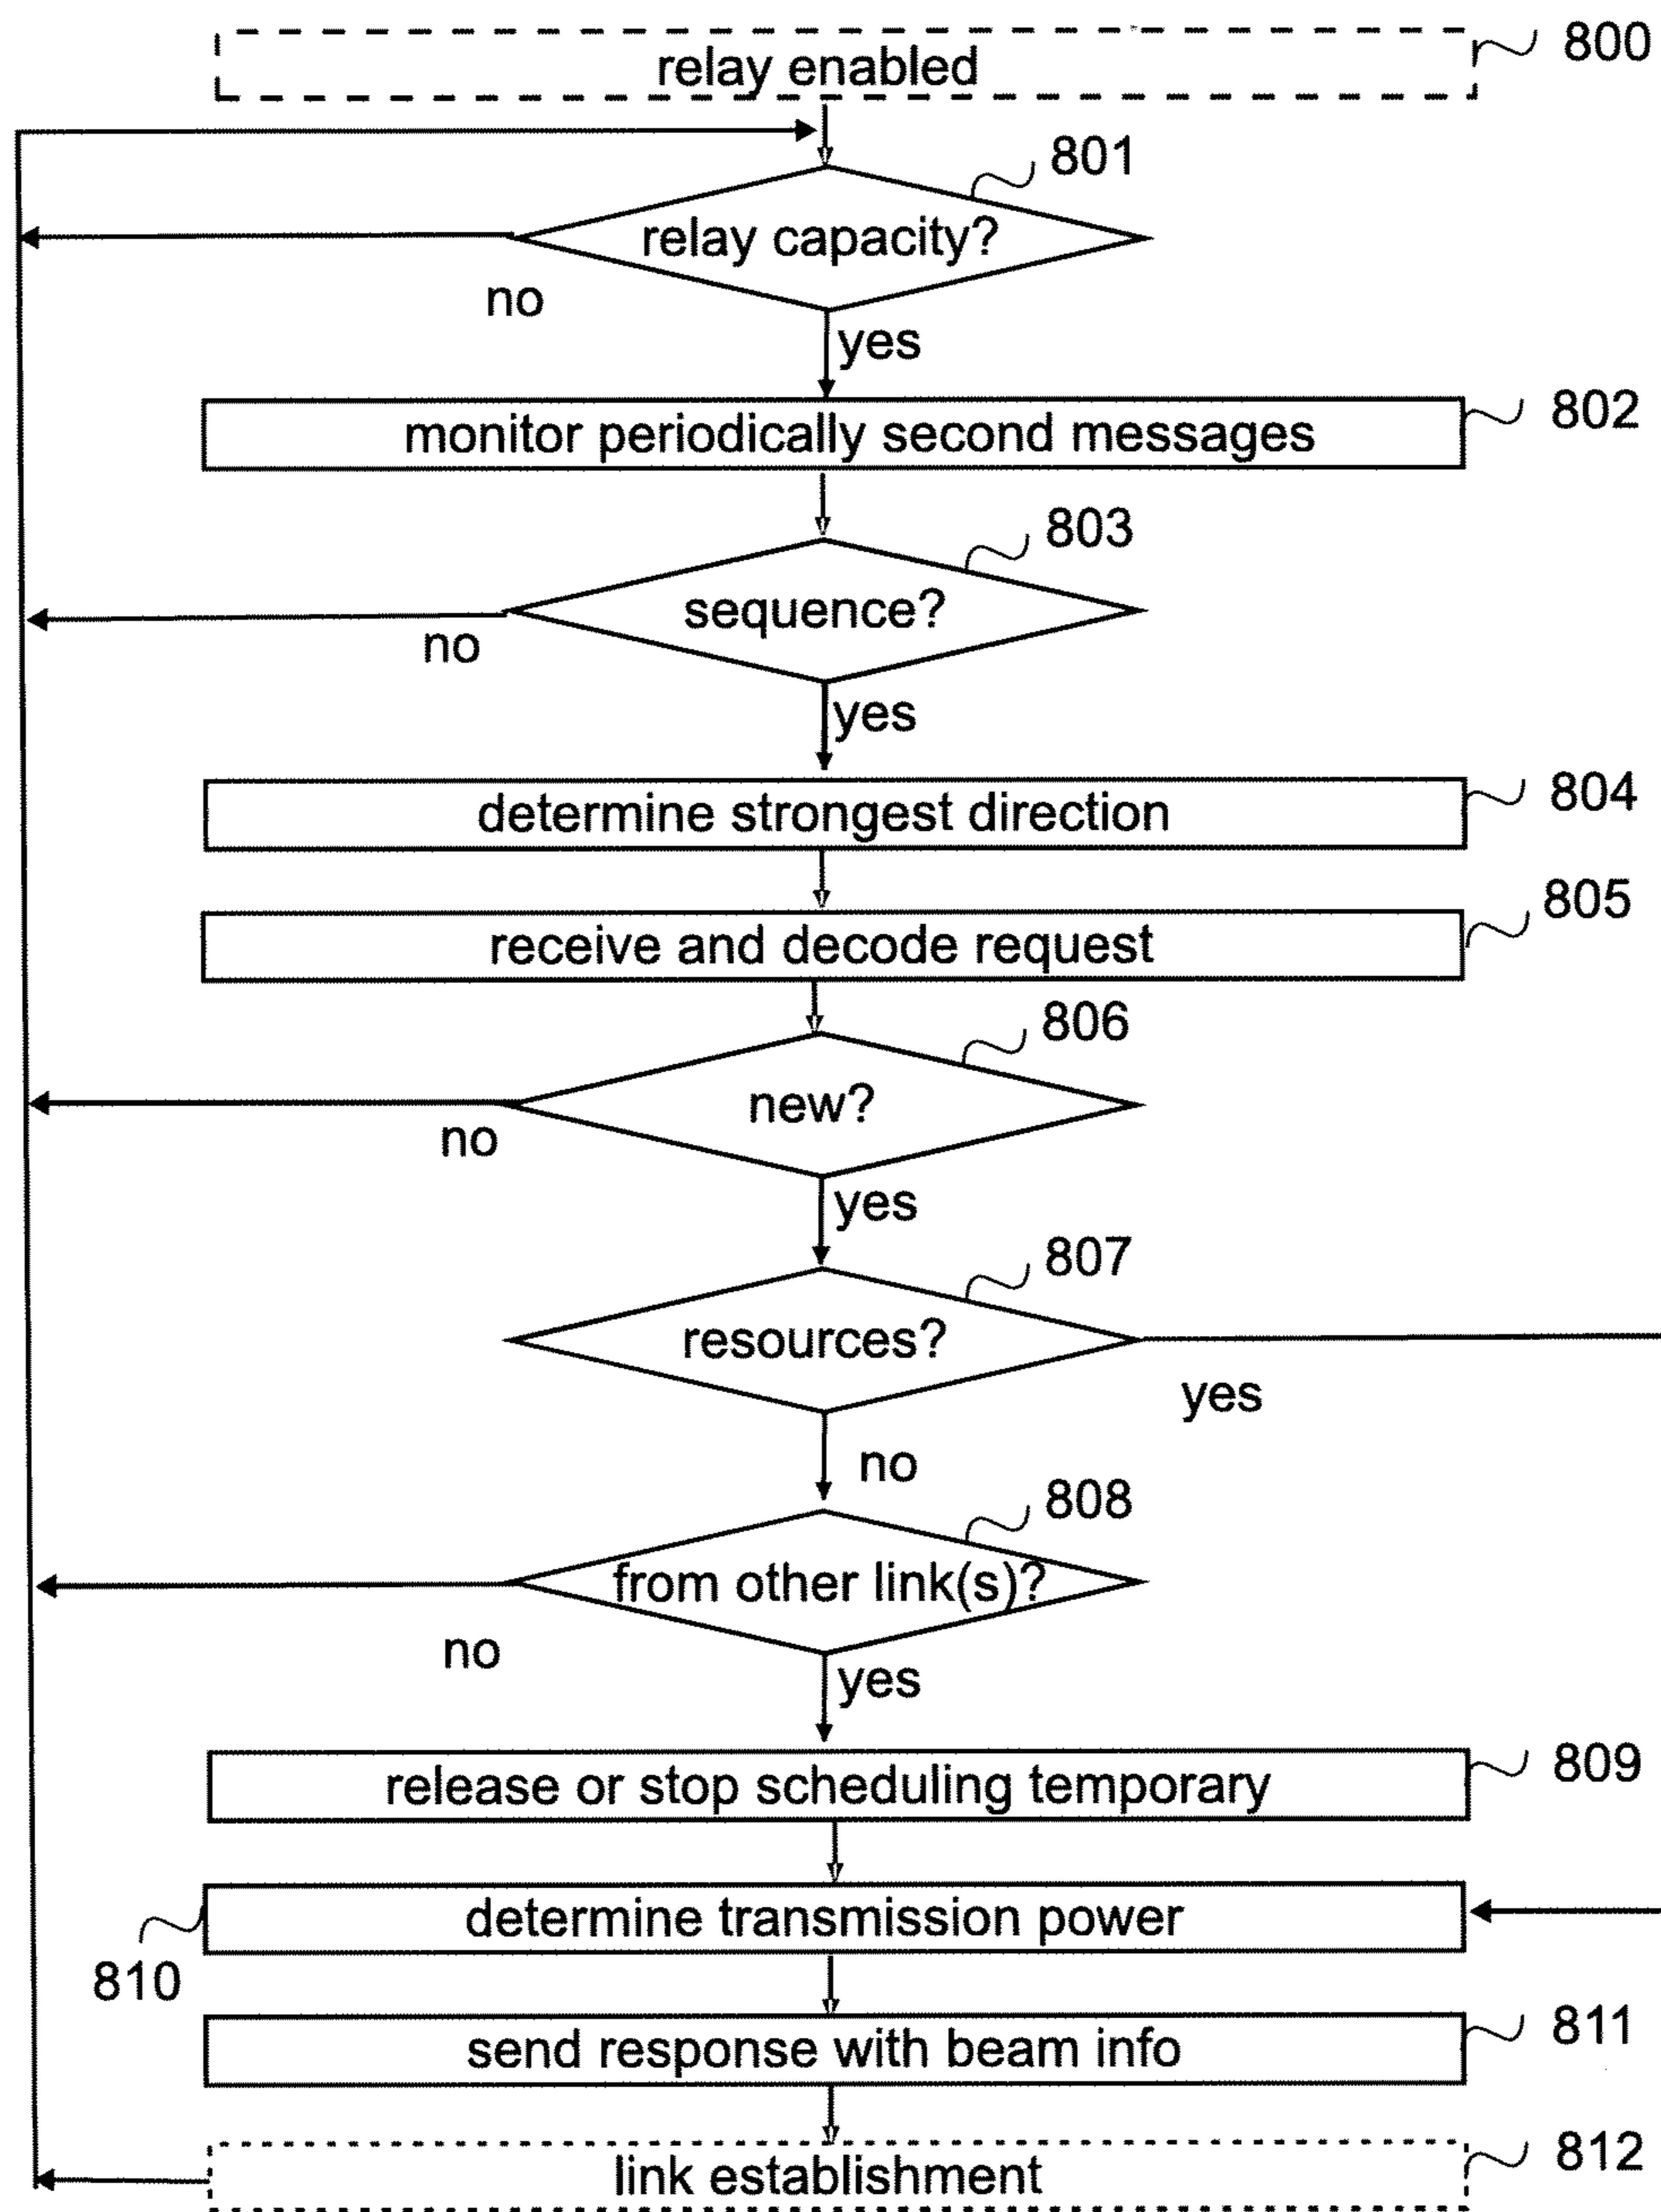 relay enabled
800
801
relay capacity?
no
yes
802
monitor periodically second messages
803
sequence?
no
yes
804
determine strongest direction
805
receive and decode request
806
new?
no
yes
807
resources?
yes
no
808
from other link(s)?
no
yes
809
release or stop scheduling temporary
determine transmission power
810
811
send response with beam info
812
link establishment